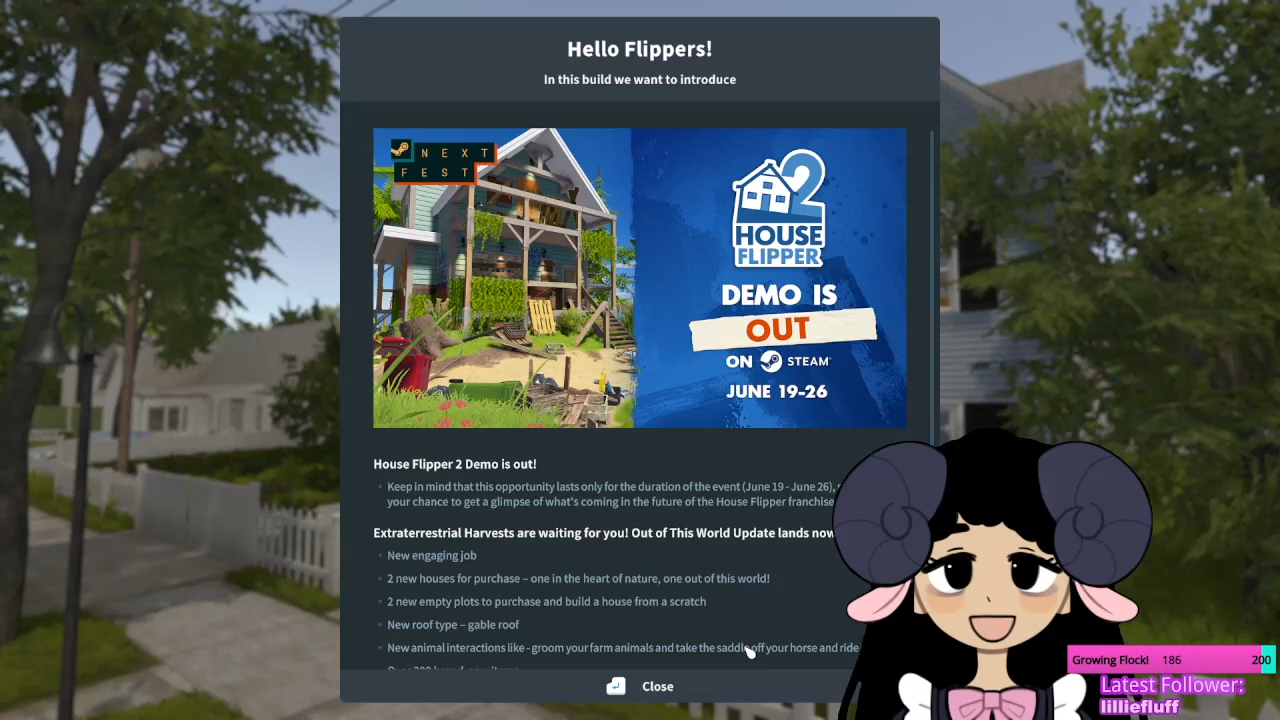 Hello Flippers!
In this build we want to introduce
NEXT
FEST
2
HOUSE
FLIPPER
DEMO IS
OUT
ON STEAM
JUNE 19-26
House Flipper 2 Demo is out!
Keep in mind that this opportunity lasts only for the duration of the event (June 19 - June 26),
your chance to get a glimpse of what's coming in the future of the House Flipper franchise
Extraterrestrial Harvests are waiting for you! Out of This World Update lands now
New engaging job
2 new houses for purchase – one in the heart of nature, one out of this world!
2 new empty plots to purchase and build a house from a scratch
New roof type – gable roof
New animal interactions like - groom your farm animals and take the saddle off your horse and ride
Close
Growing Flock! 186 200
Latest Follower:
lilliefluff